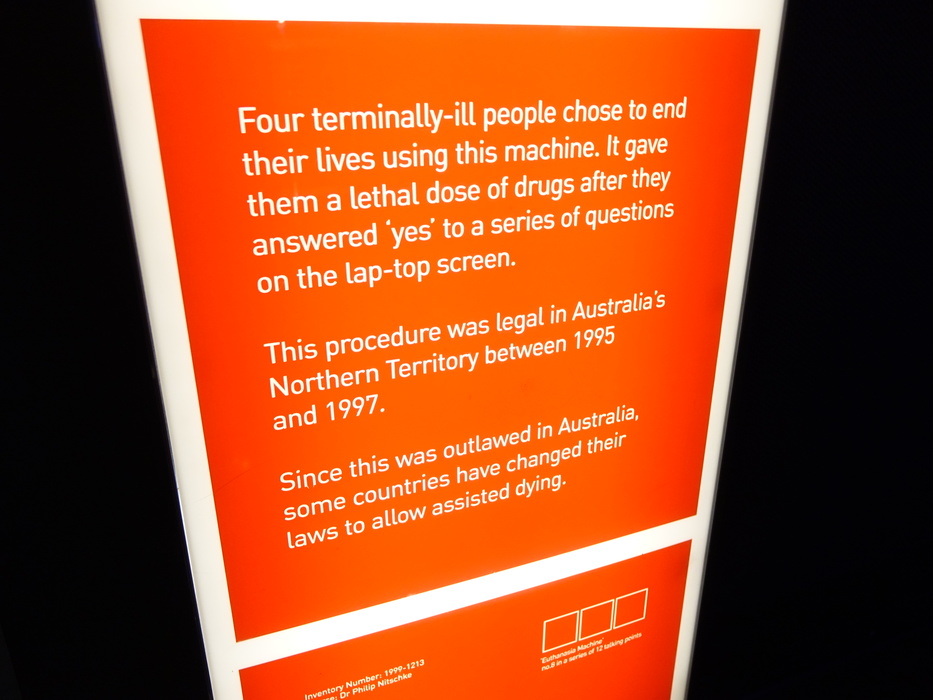 Four terminally-ill people chose to end
their lives using this machine. It gave
them a lethal dose of drugs after they
answered ‘yes’ to a series of questions
on the lap-top screen.
This procedure was legal in Australia’s
Northern Territory between 1995
and 1997.
Since this was outlawed in Australia,
some countries have changed their
laws to allow assisted dying.
‘Euthanasia Machine’
no.8 in a series of 12 talking points
Inventory Number: 1999-1213
Dr Philip Nitschke